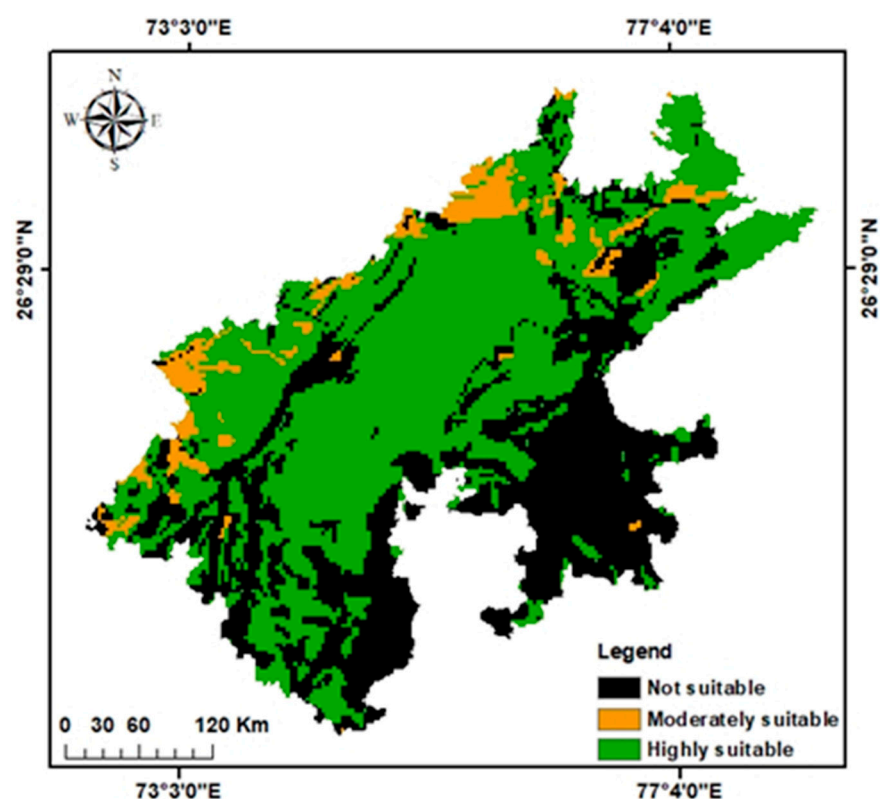 73°3'0"E 77°4'0"E
N
W E
S
26°29'0"N 26°29'0"N
Legend
Not suitable
Moderately suitable
Highly suitable
0 30 60 120 Km
73°3'0"E 77°4'0"E